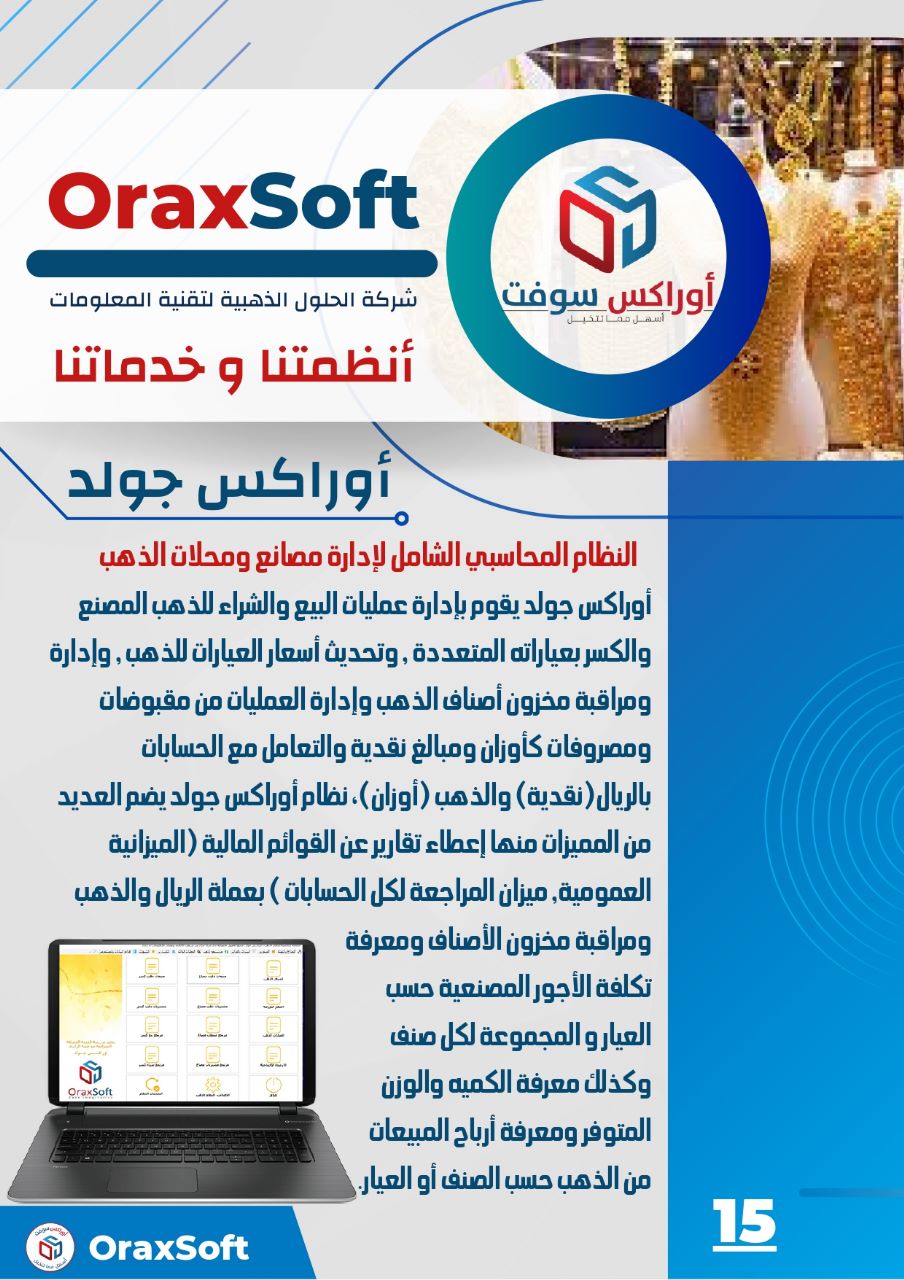 OraxSoft
شركة الحلول الذهبية لتقنية المعلومات
أنظمتنا و خدماتنا
أوراكس سوفت
أسهل مما تتخيل
أوراكس جولد
النظام المحاسبي الشامل لإدارة مصانع ومحلات الذهب
أوراكس جولد يقوم بإدارة عمليات البيع والشراء للذهب المصنع
والكسر بعياراته المتعددة , وتحديث أسعار العيارات للذهب , وإدارة
ومراقبة مخزون أصناف الذهب وإدارة العمليات من مقبوضات
ومصروفات كأوزان ومبالغ نقدية والتعامل مع الحسابات
بالريال(نقدية) والذهب (أوزان)، نظام أوراكس جولد يضم العديد
من المميزات منها إعطاء تقارير عن القوائم المالية (الميزانية
العمومية, ميزان المراجعة لكل الحسابات ) بعملة الريال والذهب
ومراقبة مخزون الأصناف ومعرفة
تكلفة الأجور المصنعية حسب
العيار و المجموعة لكل صنف
وكذلك معرفة الكميه والوزن
المتوفر ومعرفة أرباح المبيعات
من الذهب حسب الصنف أو العيار.
OraxSoft
OraxSoft
15